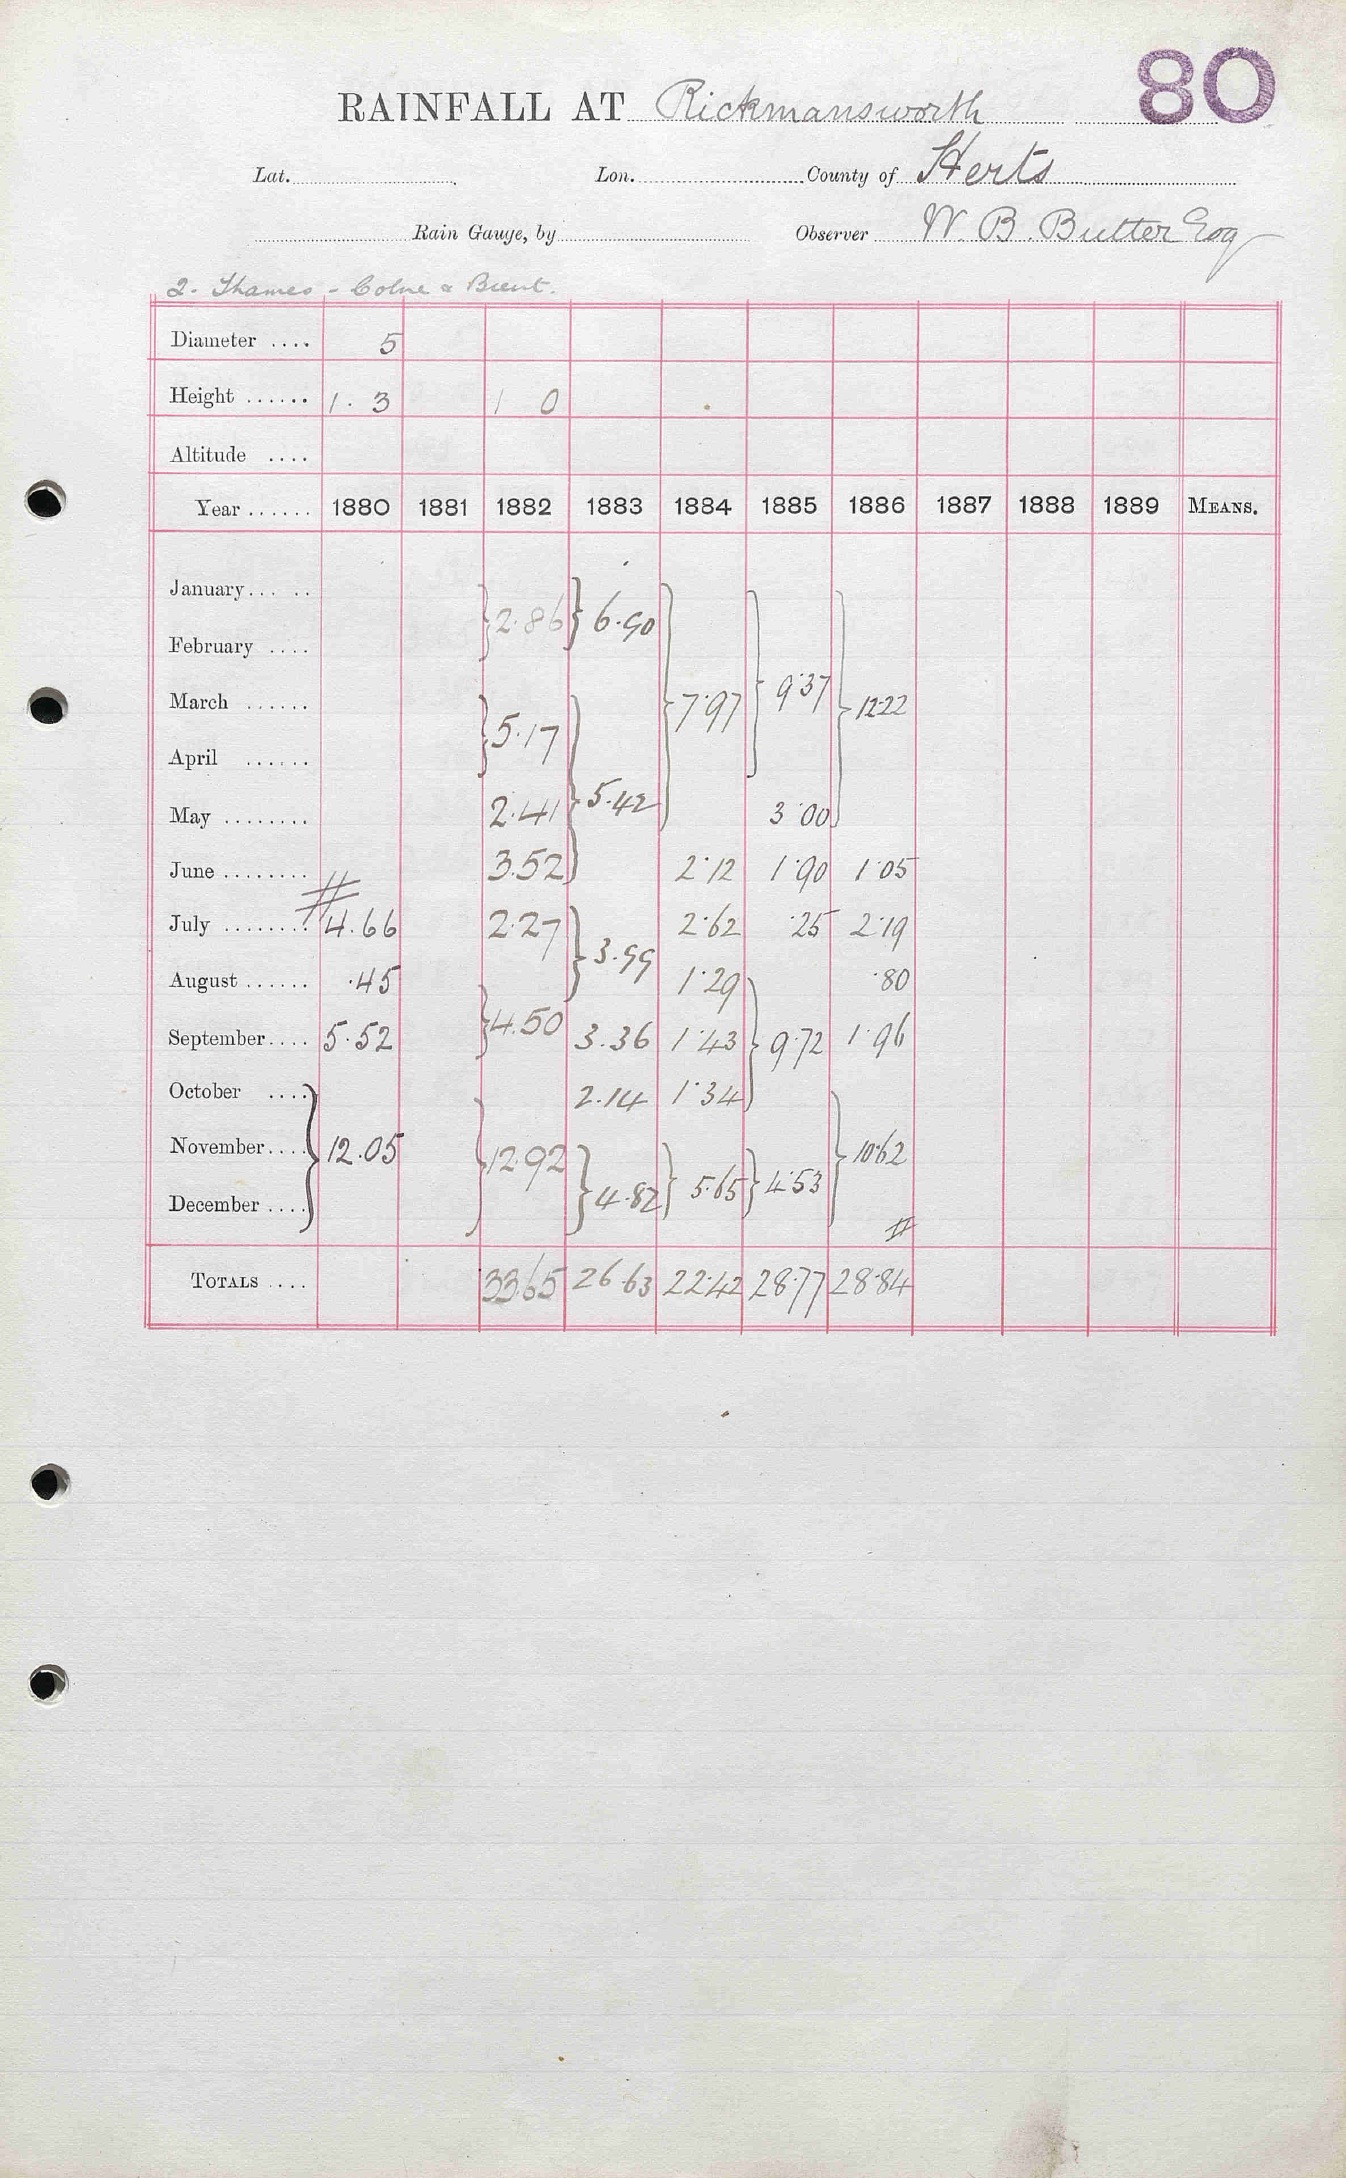 80
RAINFALL AT Rickmansworth
Lat. Lon. County of Herts
Rain Gauge, by Observer W. B. Butter Esq
2. Thames - Colne & Brent.
Diameter .... 5
Height ...... 1. 3 1 0
Altitude ....
Year ...... 1880 1881 1882 1883 1884 1885 1886 1887 1888 1889 MEANS.
January..... } 2.86 } 6.90
February ....
March ...... } 7.97 } 9.37 } 12.22
April ...... } 5.17
May ........ 2.41 } 5.42 3.00
June ........ 3.52 2.12 1.90 1.05
July ........ # 4.66 2.27 2.62 .25 2.19
August ...... .45 } 3.99 1.29 .80
September.... 5.52 } 4.50 3.36 1.43 } 9.72 1.96
October .... 2.14 1.34
November.... } 12.05 } 12.92 } 10.62
December .... } 4.82 } 5.65 } 4.53 #
TOTALS .... 33.65 26.63 22.42 28.77 28.84